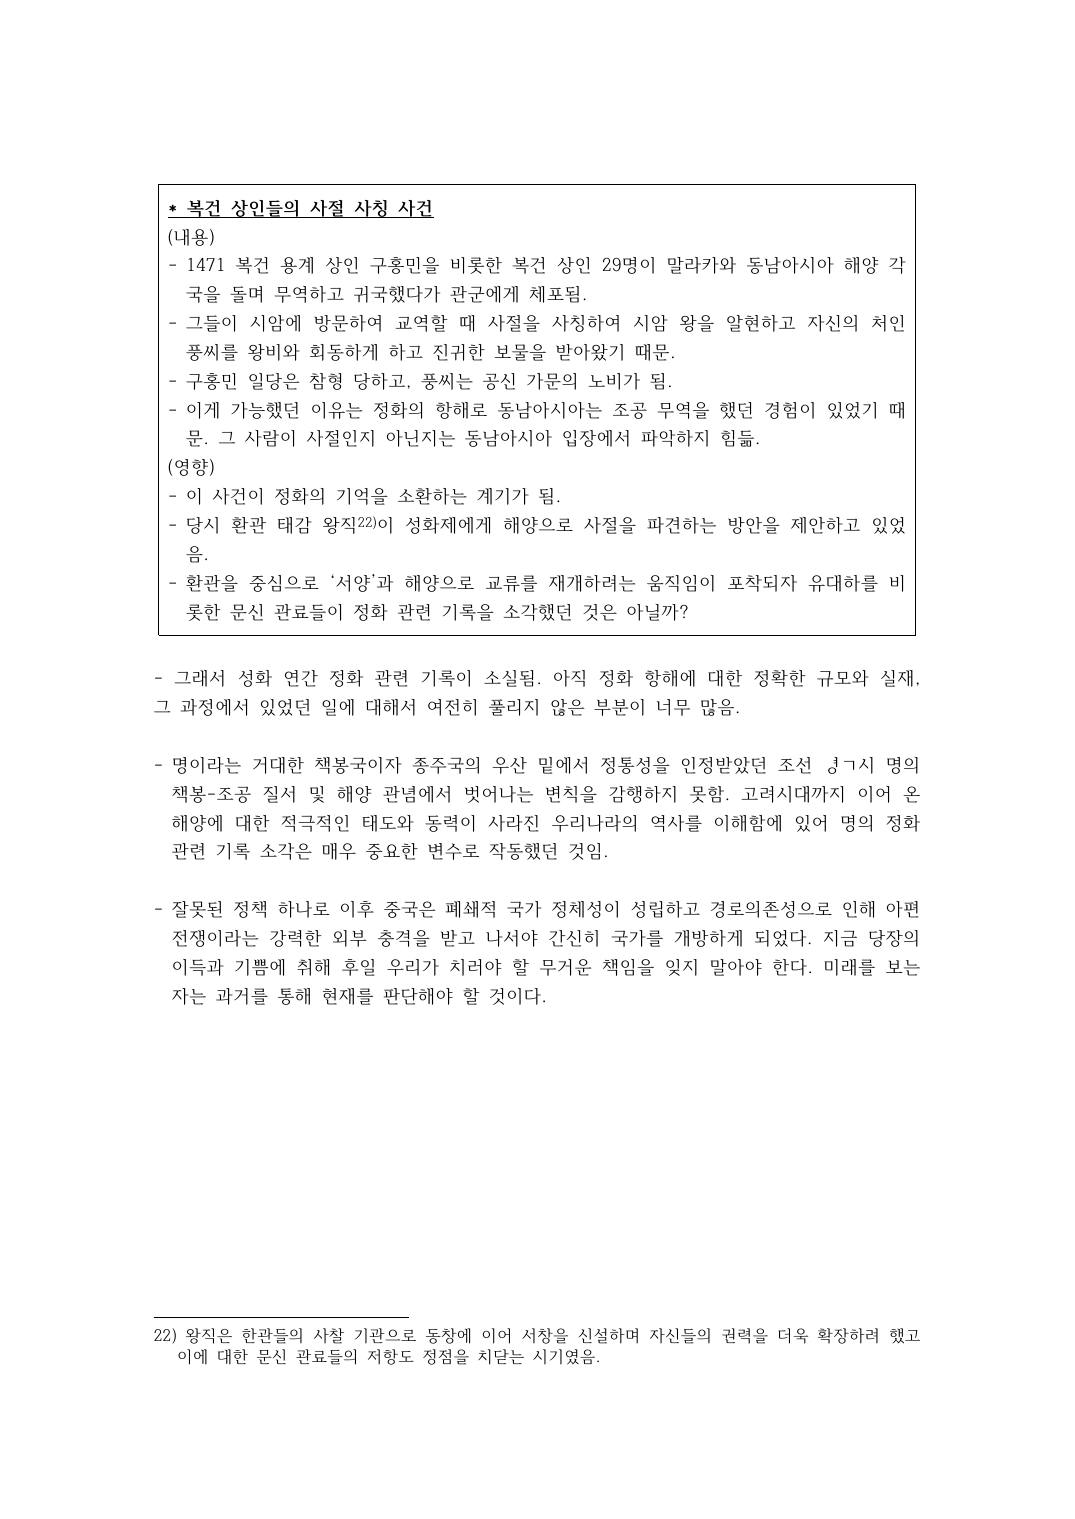 * 복건 상인들의 사절 사칭 사건
(내용)
- 1471 복건 용계 상인 구홍민을 비롯한 복건 상인 29명이 말라카와 동남아시아 해양 각
국을 돌며 무역하고 귀국했다가 관군에게 체포됨.
- 그들이 시암에 방문하여 교역할 때 사절을 사칭하여 시암 왕을 알현하고 자신의 처인
풍씨를 왕비와 회동하게 하고 진귀한 보물을 받아왔기 때문.
- 구홍민 일당은 참형 당하고, 풍씨는 공신 가문의 노비가 됨.
- 이게 가능했던 이유는 정화의 항해로 동남아시아는 조공 무역을 했던 경험이 있었기 때
문. 그 사람이 사절인지 아닌지는 동남아시아 입장에서 파악하지 힘듦.
(영향)
- 이 사건이 정화의 기억을 소환하는 계기가 됨.
- 당시 환관 태감 왕직22)이 성화제에게 해양으로 사절을 파견하는 방안을 제안하고 있었
음.
- 환관을 중심으로 ‘서양’과 해양으로 교류를 재개하려는 움직임이 포착되자 유대하를 비
롯한 문신 관료들이 정화 관련 기록을 소각했던 것은 아닐까?
- 그래서 성화 연간 정화 관련 기록이 소실됨. 아직 정화 항해에 대한 정확한 규모와 실재,
그 과정에서 있었던 일에 대해서 여전히 풀리지 않은 부분이 너무 많음.
- 명이라는 거대한 책봉국이자 종주국의 우산 밑에서 정통성을 인정받았던 조선 ㅕㅇㄱ시 명의
책봉-조공 질서 및 해양 관념에서 벗어나는 변칙을 감행하지 못함. 고려시대까지 이어 온
해양에 대한 적극적인 태도와 동력이 사라진 우리나라의 역사를 이해함에 있어 명의 정화
관련 기록 소각은 매우 중요한 변수로 작동했던 것임.
- 잘못된 정책 하나로 이후 중국은 폐쇄적 국가 정체성이 성립하고 경로의존성으로 인해 아편
전쟁이라는 강력한 외부 충격을 받고 나서야 간신히 국가를 개방하게 되었다. 지금 당장의
이득과 기쁨에 취해 후일 우리가 치러야 할 무거운 책임을 잊지 말아야 한다. 미래를 보는
자는 과거를 통해 현재를 판단해야 할 것이다.
22) 왕직은 한관들의 사찰 기관으로 동창에 이어 서창을 신설하며 자신들의 권력을 더욱 확장하려 했고
이에 대한 문신 관료들의 저항도 정점을 치닫는 시기였음.